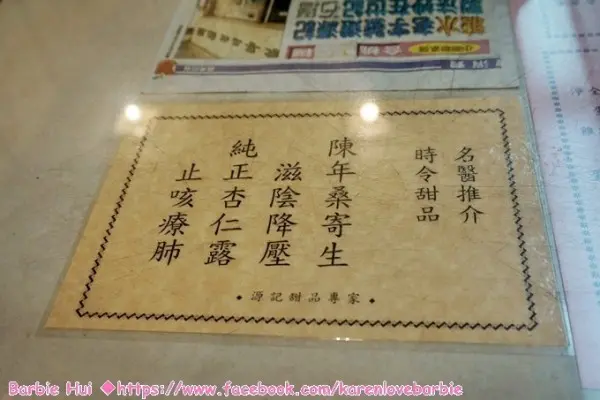 名醫推介
時令甜品
陳年桑寄生
滋陰降壓
純正杏仁露
止咳療肺
◆ 源記甜品專家 ◆
Barbie Hui ◆https://www.facebook.com/karenlovebarbie